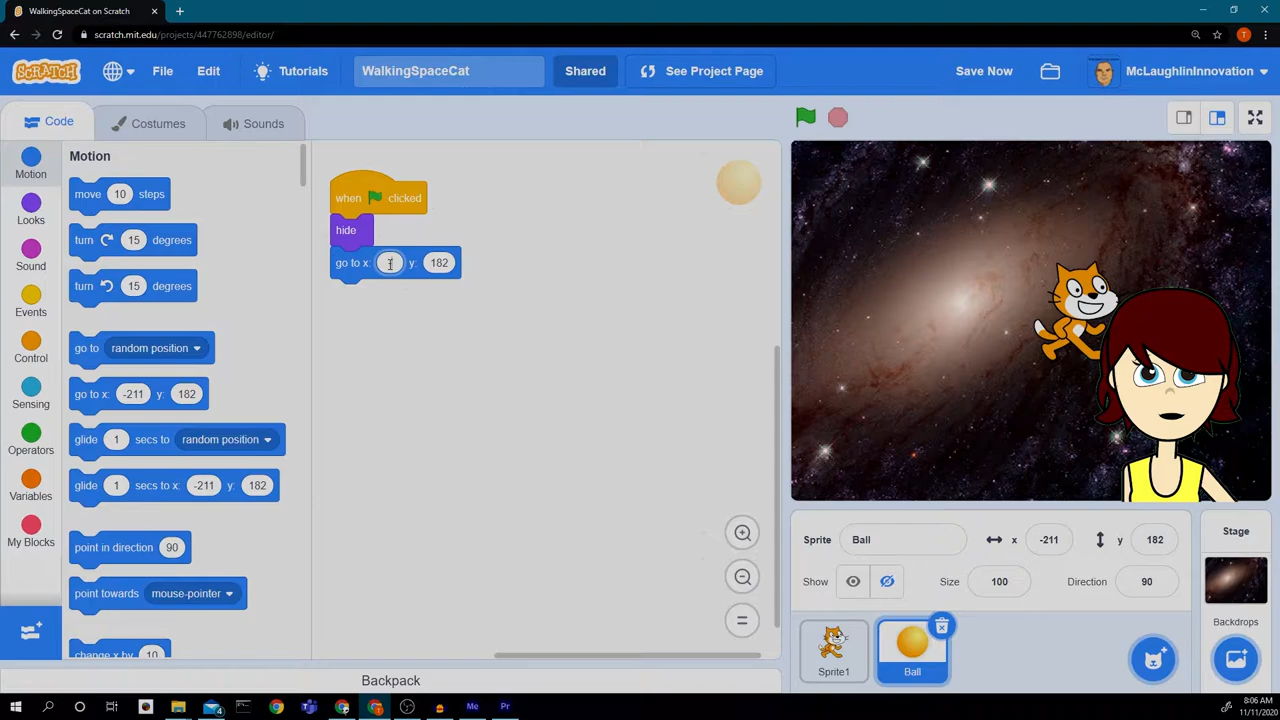 WalkingSpaceCat on Scratch
scratch.mit.edu/projects/447762898/editor/
T
SCRATCH
File
Edit
Tutorials
WalkingSpaceCat
Shared
See Project Page
Save Now
McLaughlinInnovation
Code
Costumes
Sounds
Motion
Looks
Sound
Events
Control
Sensing
Operators
Variables
My Blocks
Motion
move 10 steps
turn 15 degrees
turn 15 degrees
go to random position
go to x: -211 y: 182
glide 1 secs to random position
glide 1 secs to x: -211 y: 182
point in direction 90
point towards mouse-pointer
change x by 10
when clicked
hide
go to x: y: 182
Sprite Ball x -211 y 182
Show Size 100 Direction 90
Sprite1
Ball
Stage
Backdrops
Backpack
4
Me
Pr
8:06 AM
11/11/2020